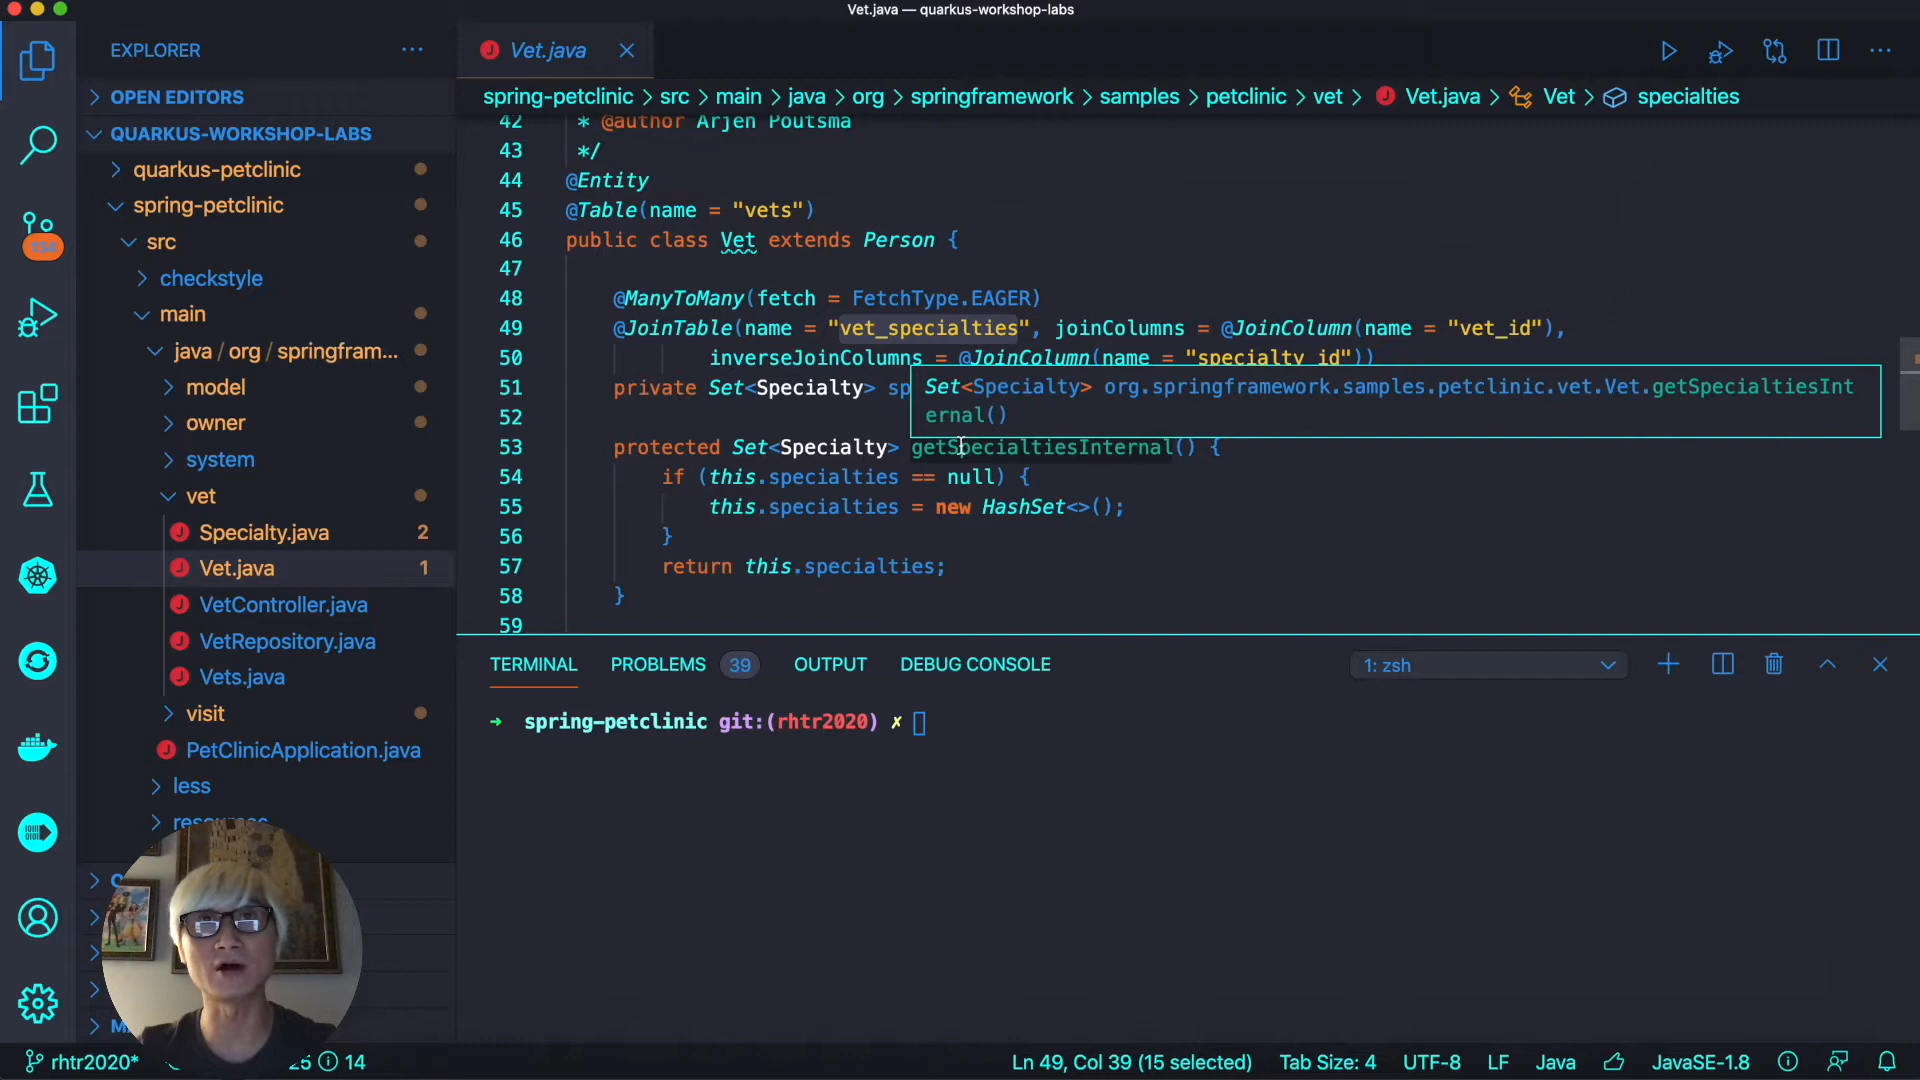 Vet.java — quarkus-workshop-labs
EXPLORER
OPEN EDITORS
QUARKUS-WORKSHOP-LABS
quarkus-petclinic
spring-petclinic
src
checkstyle
main
java / org / springfram...
model
owner
system
vet
Specialty.java 2
Vet.java 1
VetController.java
VetRepository.java
Vets.java
visit
PetClinicApplication.java
less
resources
Vet.java
spring-petclinic > src > main > java > org > springframework > samples > petclinic > vet > Vet.java > Vet > specialties
42 * @author Arjen Poutsma
43 */
44 @Entity
45 @Table(name = "vets")
46 public class Vet extends Person {
47
48 @ManyToMany(fetch = FetchType.EAGER)
49 @JoinTable(name = "vet_specialties", joinColumns = @JoinColumn(name = "vet_id"),
50 inverseJoinColumns = @JoinColumn(name = "specialty_id"))
51 private Set<Specialty> sp
Set<Specialty> org.springframework.samples.petclinic.vet.Vet.getSpecialtiesInt
ernal()
52
53 protected Set<Specialty> getSpecialtiesInternal() {
54 if (this.specialties == null) {
55 this.specialties = new HashSet<>();
56 }
57 return this.specialties;
58 }
59
TERMINAL PROBLEMS 39 OUTPUT DEBUG CONSOLE 1: zsh
➜ spring-petclinic git:(rhtr2020) ✗
rhtr2020* 25 14 Ln 49, Col 39 (15 selected) Tab Size: 4 UTF-8 LF Java JavaSE-1.8